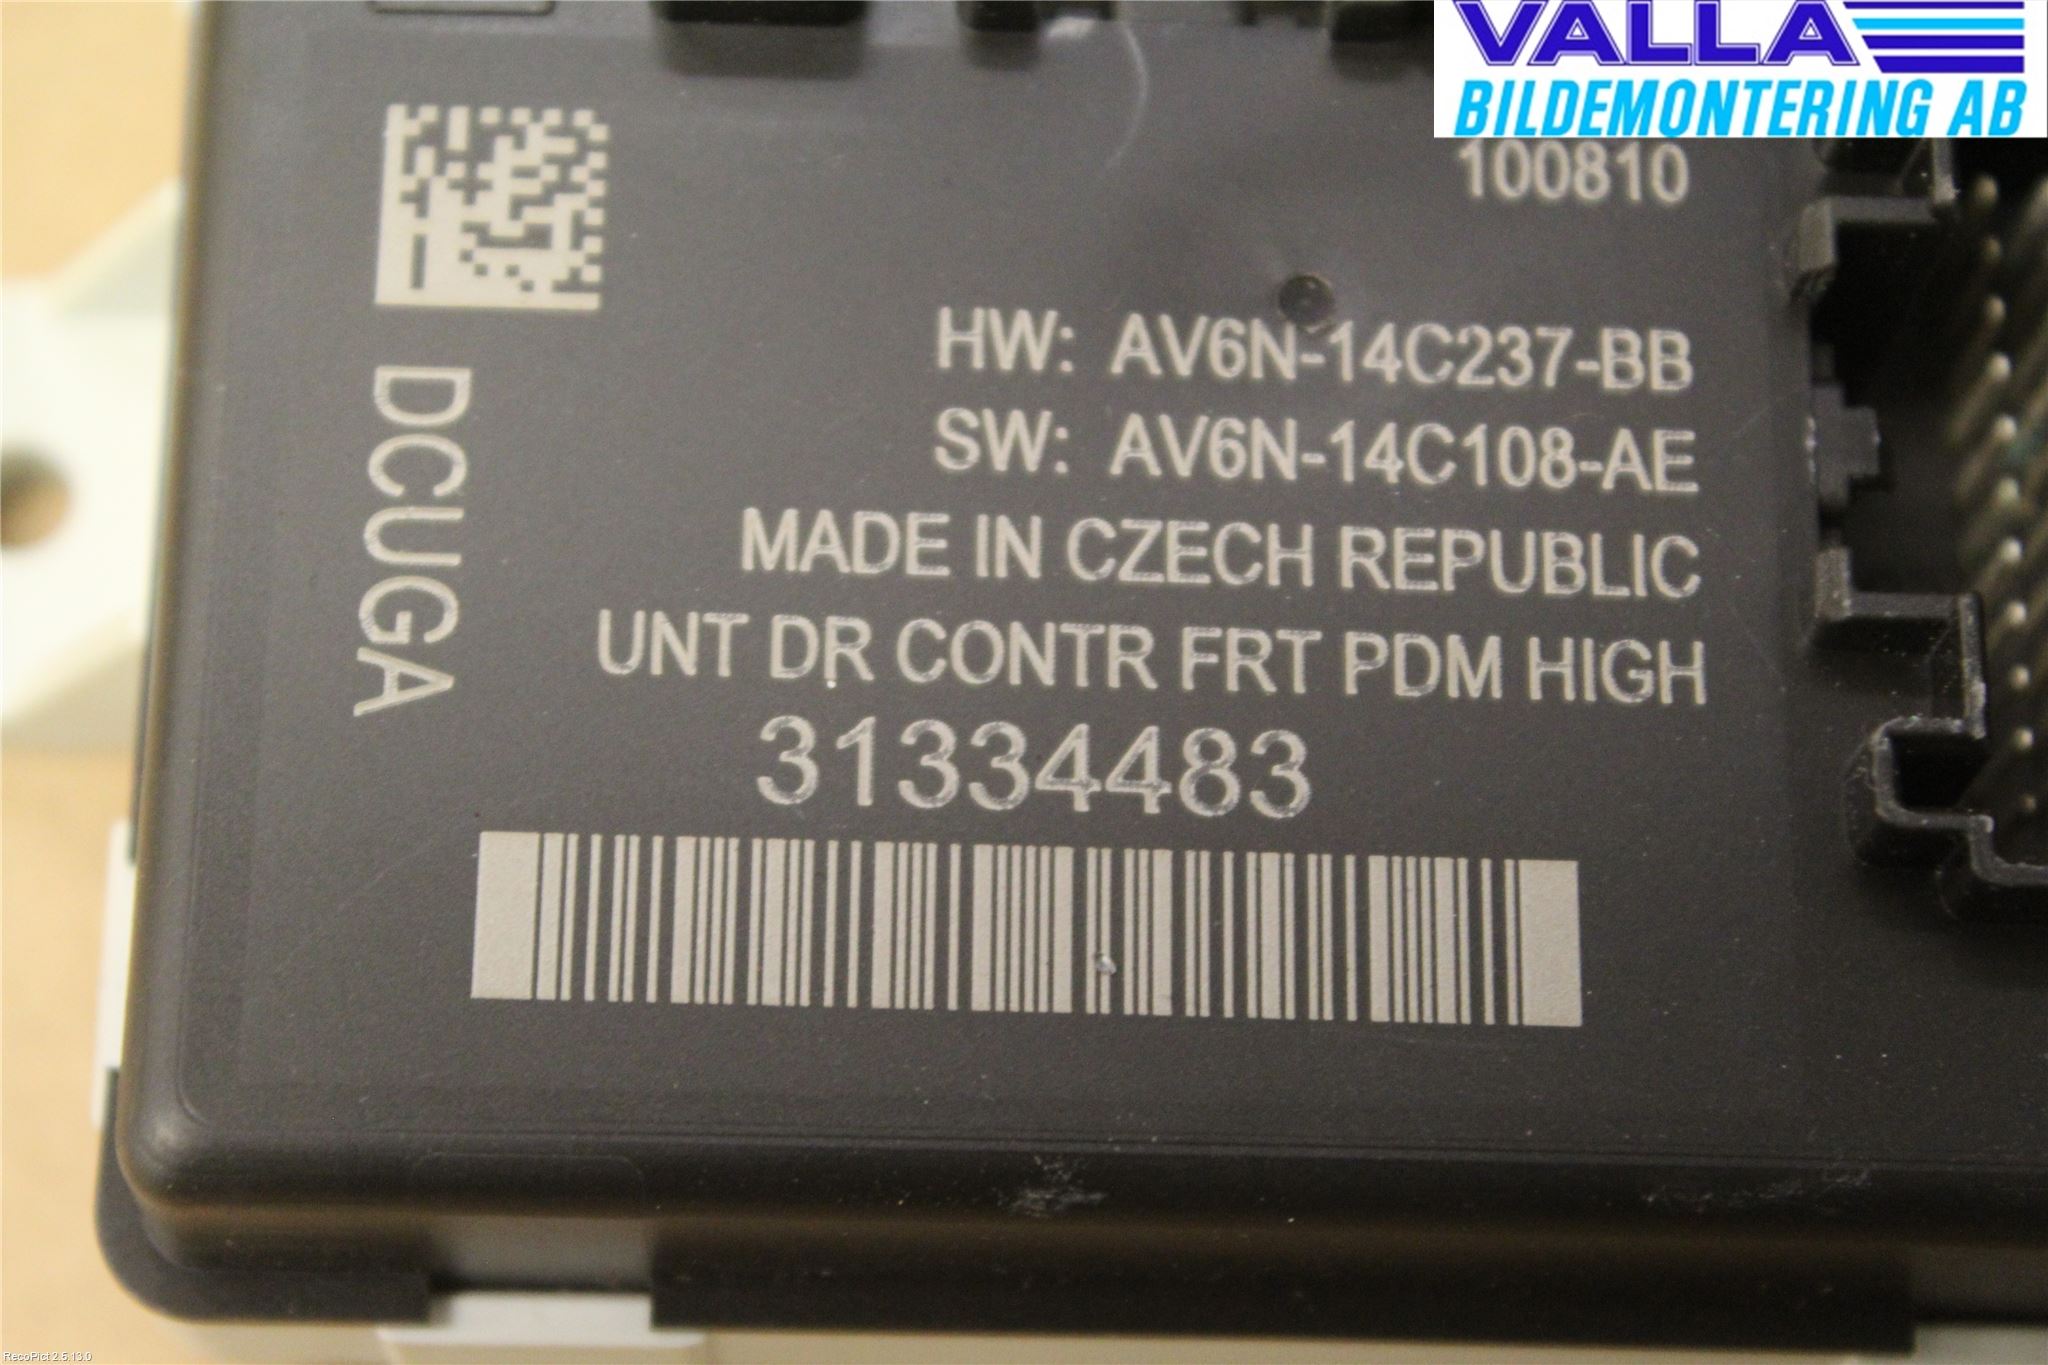 VALLA
BILDEMONTERING AB
100810
HW: AV6N-14C237-BB
SW: AV6N-14C108-AE
MADE IN CZECH REPUBLIC
UNT DR CONTR FRT PDM HIGH
31334483
DCUGA
RecoPict 2.5.13.0